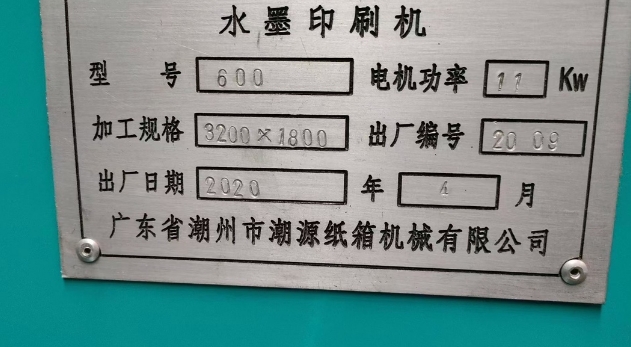 水墨印刷机
型号 600 电机功率 11 Kw
加工规格 3200×1800 出厂编号 20 09
出厂日期 2020 年 4 月
广东省潮州市潮源纸箱机械有限公司